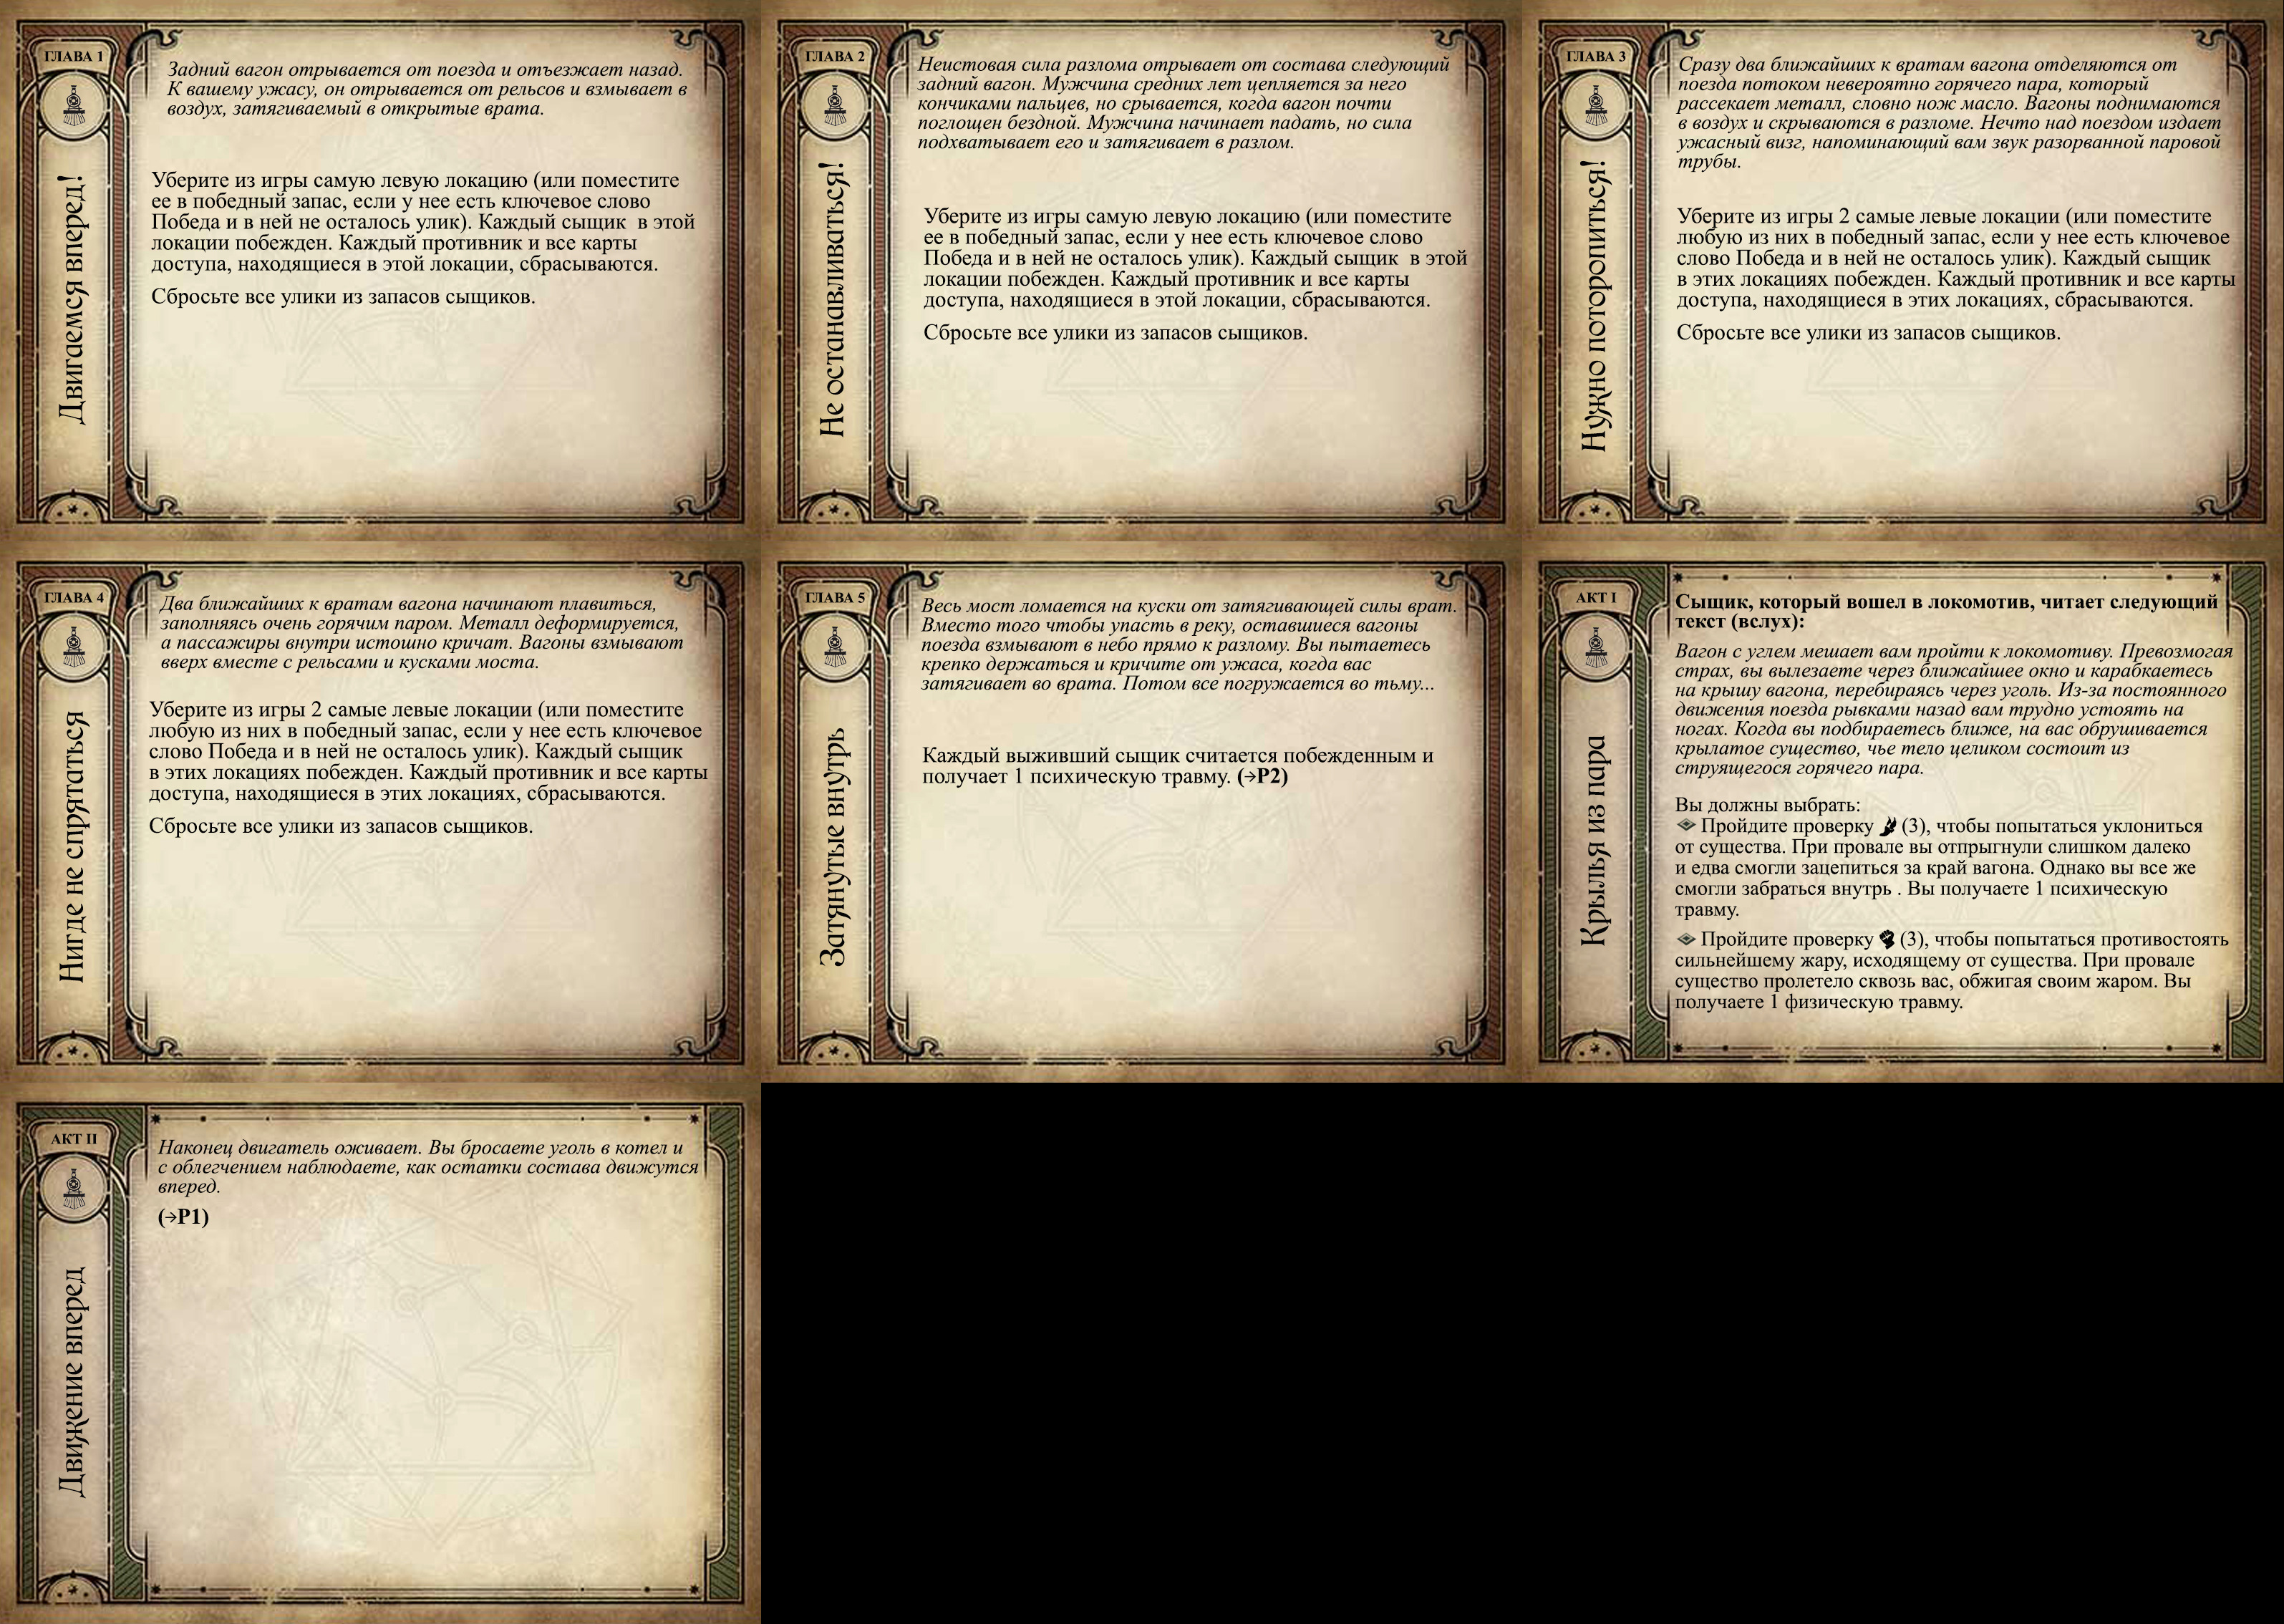 ГЛАВА 1
Двигаемся вперед!
Задний вагон отрывается от поезда и отъезжает назад.
К вашему ужасу, он отрывается от рельсов и взмывает в
воздух, затягиваемый в открытые врата.
Уберите из игры самую левую локацию (или поместите
ее в победный запас, если у нее есть ключевое слово
Победа и в ней не осталось улик). Каждый сыщик в этой
локации побежден. Каждый противник и все карты
доступа, находящиеся в этой локации, сбрасываются.
Сбросьте все улики из запасов сыщиков.
ГЛАВА 2
Не останавливаться!
Неистовая сила разлома отрывает от состава следующий
задний вагон. Мужчина средних лет цепляется за него
кончиками пальцев, но срывается, когда вагон почти
поглощен бездной. Мужчина начинает падать, но сила
подхватывает его и затягивает в разлом.
Уберите из игры самую левую локацию (или поместите
ее в победный запас, если у нее есть ключевое слово
Победа и в ней не осталось улик). Каждый сыщик в этой
локации побежден. Каждый противник и все карты
доступа, находящиеся в этой локации, сбрасываются.
Сбросьте все улики из запасов сыщиков.
ГЛАВА 3
Нужно поторопиться!
Сразу два ближайших к вратам вагона отделяются от
поезда потоком невероятно горячего пара, который
рассекает металл, словно нож масло. Вагоны поднимаются
в воздух и скрываются в разломе. Нечто над поездом издает
ужасный визг, напоминающий вам звук разорванной паровой
трубы.
Уберите из игры 2 самые левые локации (или поместите
любую из них в победный запас, если у нее есть ключевое
слово Победа и в ней не осталось улик). Каждый сыщик
в этих локациях побежден. Каждый противник и все карты
доступа, находящиеся в этих локациях, сбрасываются.
Сбросьте все улики из запасов сыщиков.
ГЛАВА 4
Нигде не спрятаться
Два ближайших к вратам вагона начинают плавиться,
заполняясь очень горячим паром. Металл деформируется,
а пассажиры внутри истошно кричат. Вагоны взмывают
вверх вместе с рельсами и кусками моста.
Уберите из игры 2 самые левые локации (или поместите
любую из них в победный запас, если у нее есть ключевое
слово Победа и в ней не осталось улик). Каждый сыщик
в этих локациях побежден. Каждый противник и все карты
доступа, находящиеся в этих локациях, сбрасываются.
Сбросьте все улики из запасов сыщиков.
ГЛАВА 5
Затянутые внутрь
Весь мост ломается на куски от затягивающей силы врат.
Вместо того чтобы упасть в реку, оставшиеся вагоны
поезда взмывают в небо прямо к разлому. Вы пытаетесь
крепко держаться и кричите от ужаса, когда вас
затягивает во врата. Потом все погружается во тьму...
Каждый выживший сыщик считается побежденным и
получает 1 психическую травму. (→Р2)
АКТ I
Крылья из пара
Сыщик, который вошел в локомотив, читает следующий
текст (вслух):
Вагон с углем мешает вам пройти к локомотиву. Превозмогая
страх, вы вылезаете через ближайшее окно и карабкаетесь
на крышу вагона, перебираясь через уголь. Из-за постоянного
движения поезда рывками назад вам трудно устоять на
ногах. Когда вы подбираетесь ближе, на вас обрушивается
крылатое существо, чье тело целиком состоит из
струящегося горячего пара.
Вы должны выбрать:
Пройдите проверку (3), чтобы попытаться уклониться
от существа. При провале вы отпрыгнули слишком далеко
и едва смогли зацепиться за край вагона. Однако вы все же
смогли забраться внутрь . Вы получаете 1 психическую
травму.
Пройдите проверку (3), чтобы попытаться противостоять
сильнейшему жару, исходящему от существа. При провале
существо пролетело сквозь вас, обжигая своим жаром. Вы
получаете 1 физическую травму.
АКТ II
Движение вперед
Наконец двигатель оживает. Вы бросаете уголь в котел и
с облегчением наблюдаете, как остатки состава движутся
вперед.
(→Р1)